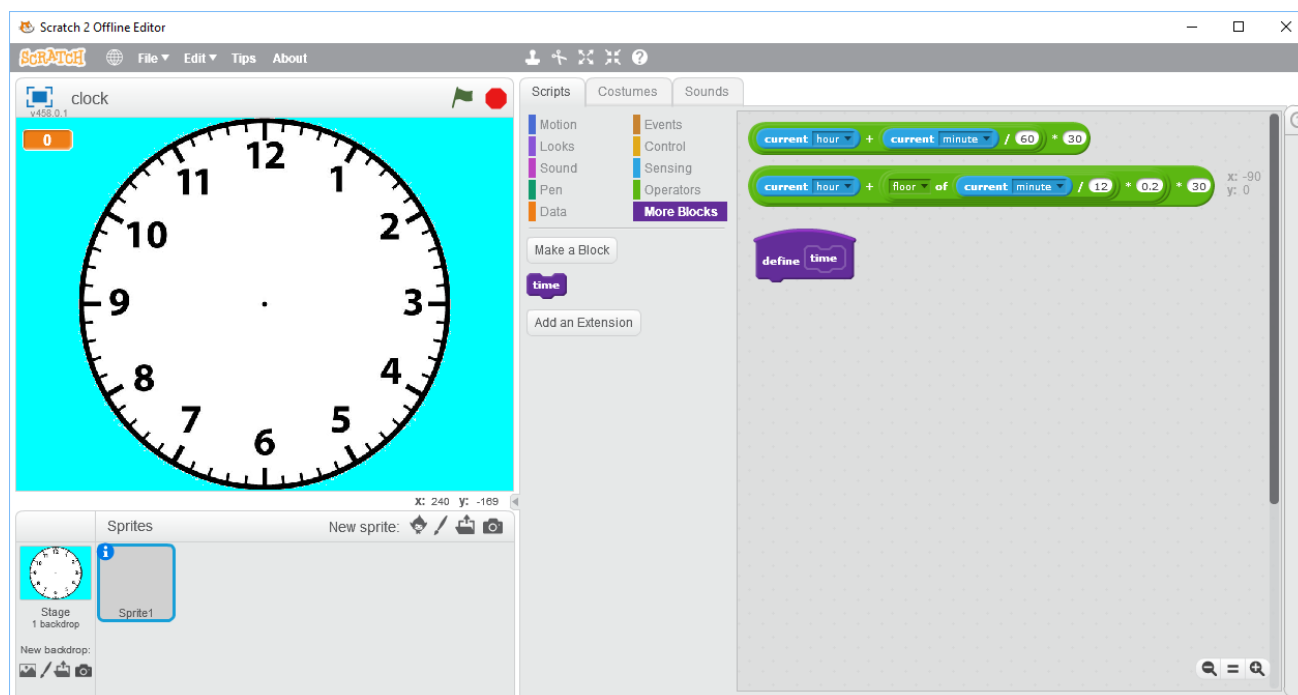 Scratch 2 Offline Editor
SCRATCH File Edit Tips About
clock
v458.0.1
0
12
11 1
10 2
9 3
8 4
7 5
6
x: 240 y: -169
Sprites New sprite:
Stage
1 backdrop
New backdrop:
Sprite1
Scripts Costumes Sounds
Motion Events
Looks Control
Sound Sensing
Pen Operators
Data More Blocks
Make a Block
time
Add an Extension
current hour + current minute / 60 * 30
current hour + floor of current minute / 12 * 0.2 * 30
x: -90
y: 0
define time